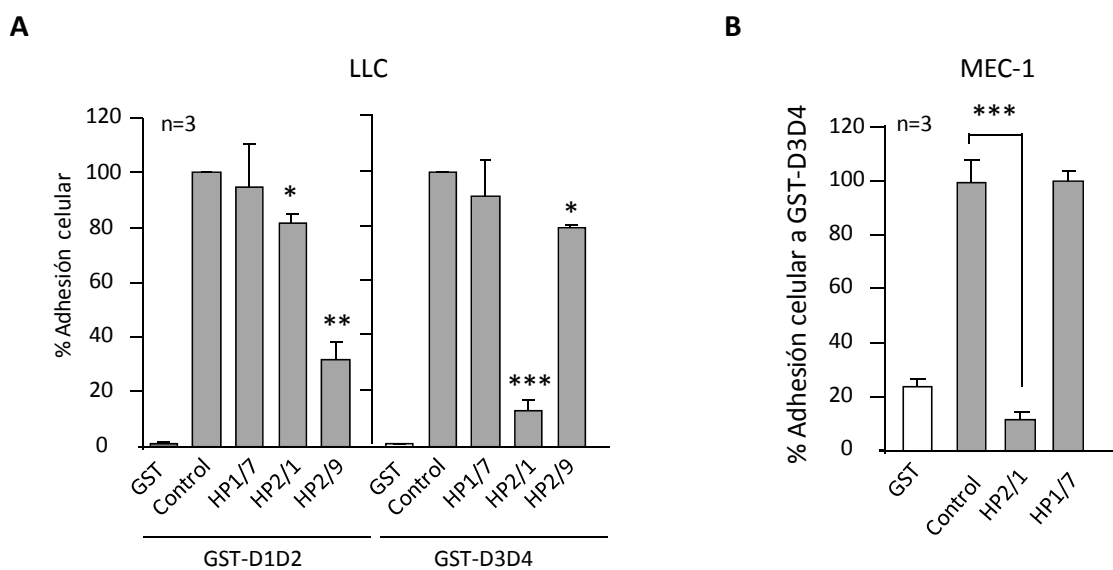 A
LLC
% Adhesión celular
120
100
80
60
40
20
0
n=3
*
**
***
*
GST
Control
HP1/7
HP2/1
HP2/9
GST
Control
HP1/7
HP2/1
HP2/9
GST-D1D2
GST-D3D4
B
MEC-1
% Adhesión celular a GST-D3D4
120
100
80
60
40
20
0
n=3
***
GST
Control
HP2/1
HP1/7